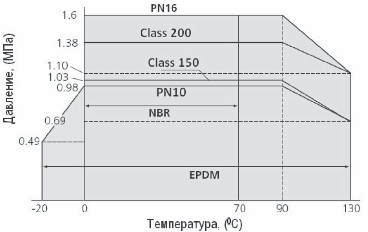 PN16
1.6
Class 200
1.38
Class 150
1.10
1.03
0.98
PN10
NBR
0.69
0.49
EPDM
Давление, (МПа)
-20 0 70 90 130
Температура, (⁰C)